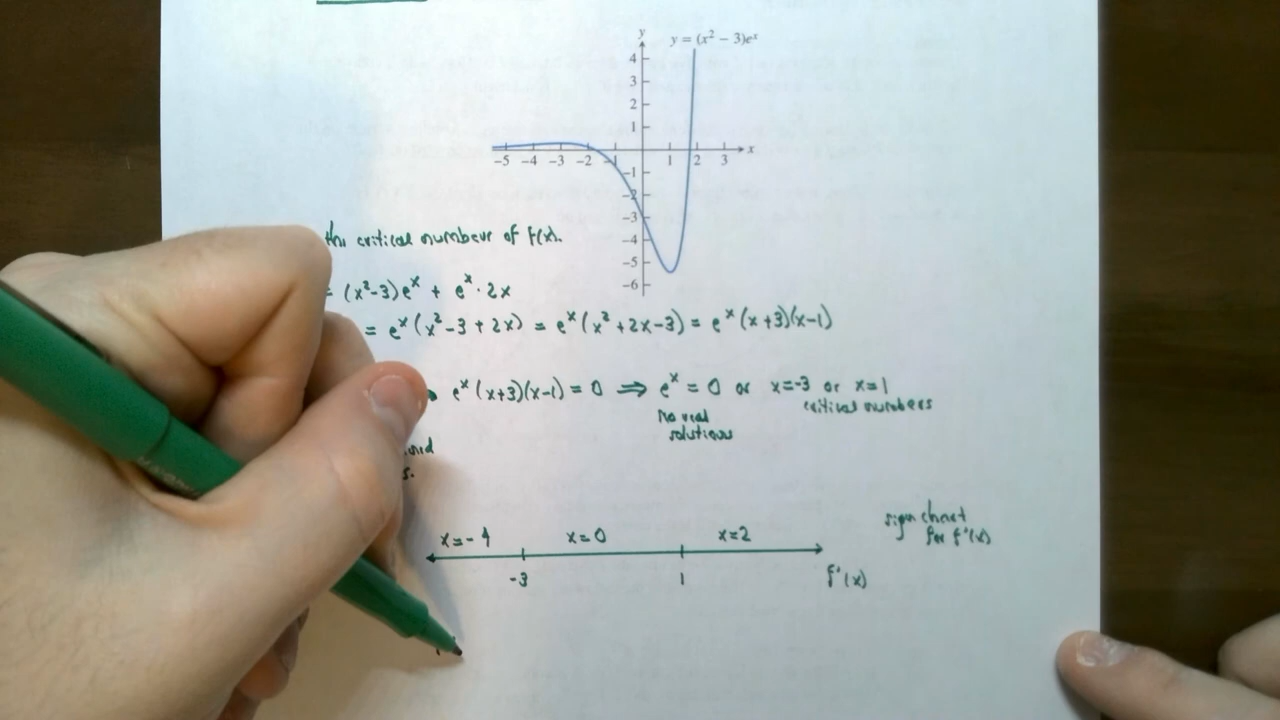 y
y = (x² − 3)eˣ
4
3
2
1
−5 −4 −3 −2 −1 1 2 3 x
−1
−2
−3
−4
−5
−6
the critical numbers of f(x).
= (x²-3)eˣ + eˣ · 2x
= eˣ(x² - 3 + 2x) = eˣ(x² + 2x - 3) = eˣ(x+3)(x-1)
eˣ(x+3)(x-1) = 0 ⟹ eˣ = 0 or x=-3 or x=1
No real critical numbers
solutions
sign chart
for f'(x)
x=-4 x=0 x=2
-3 1 f'(x)